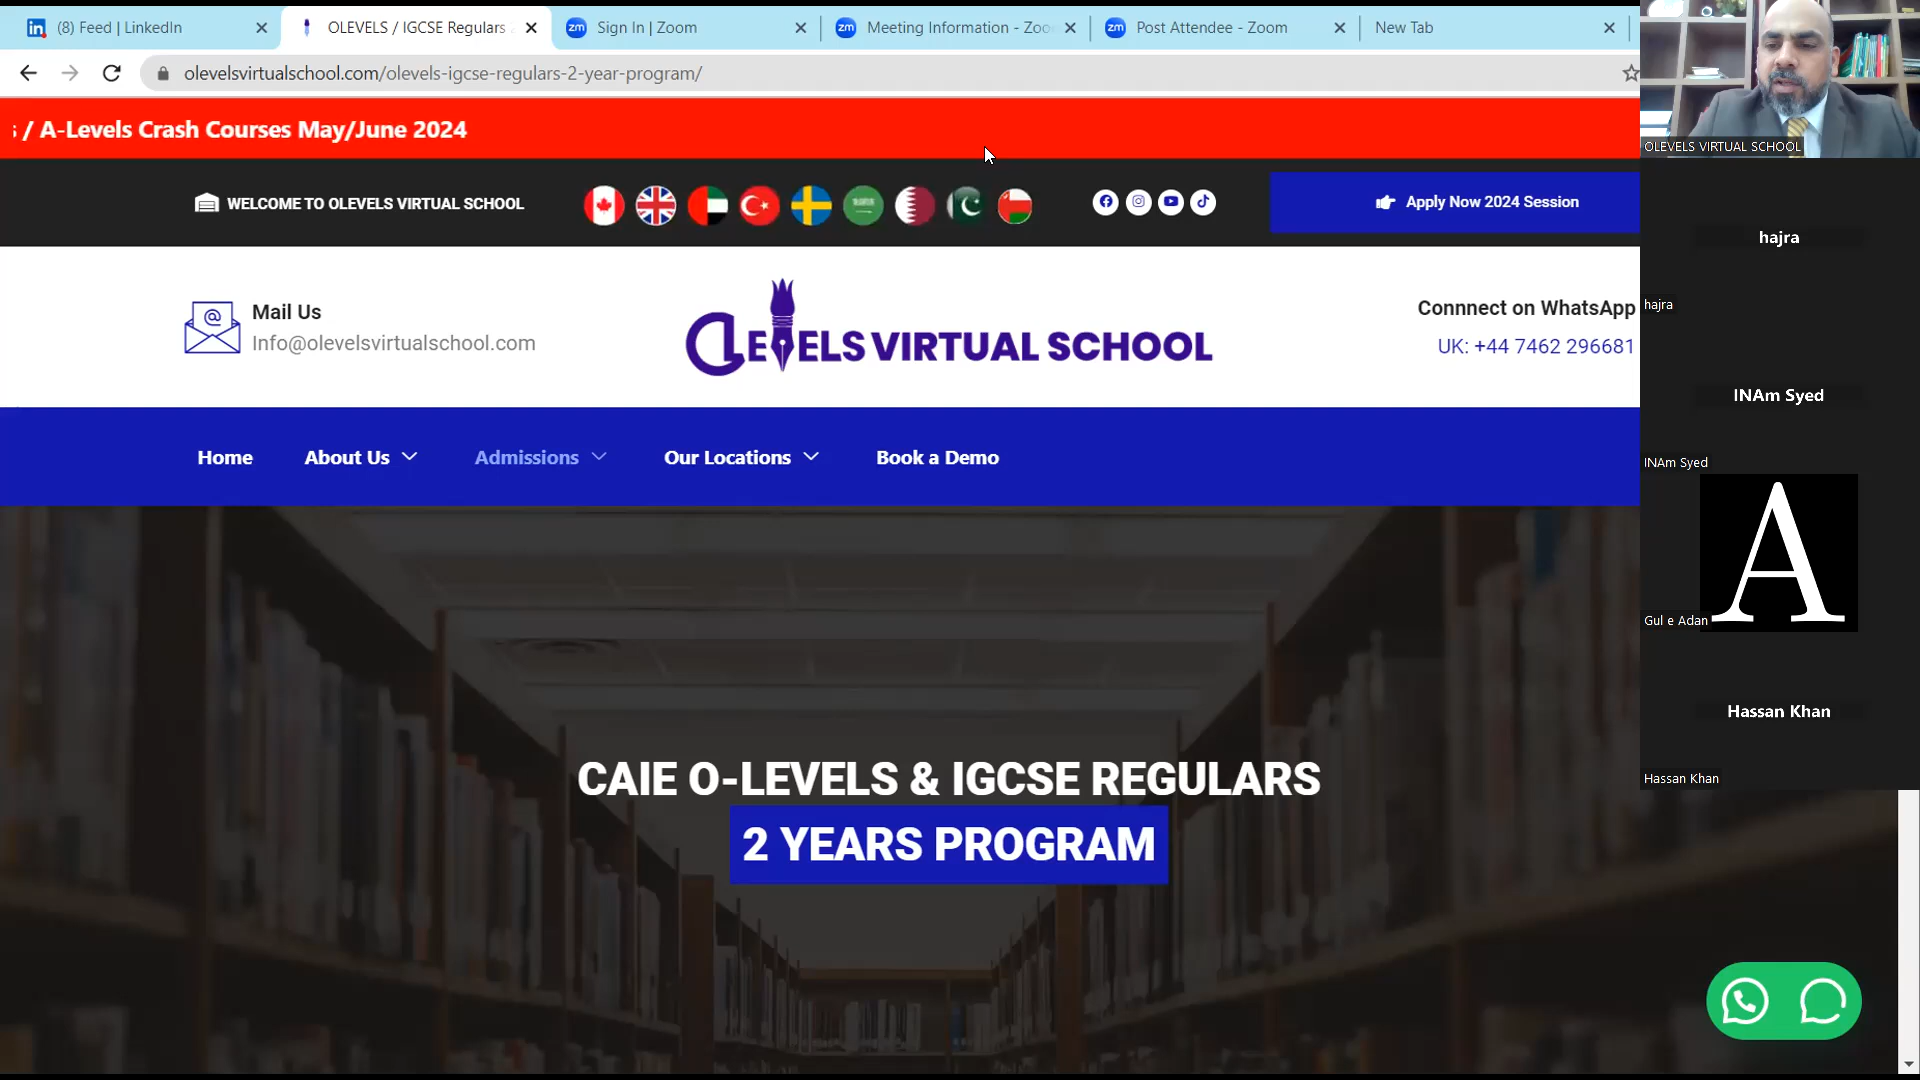 (8) Feed | LinkedIn
OLEVELS / IGCSE Regulars
Sign In | Zoom
Meeting Information - Zoo
Post Attendee - Zoom
New Tab
olevelsvirtualschool.com/olevels-igcse-regulars-2-year-program/
/ A-Levels Crash Courses May/June 2024
OLEVELS VIRTUAL SCHOOL
WELCOME TO OLEVELS VIRTUAL SCHOOL
Apply Now 2024 Session
hajra
hajra
Mail Us
Info@olevelsvirtualschool.com
OLEVELS VIRTUAL SCHOOL
Connnect on WhatsApp
UK: +44 7462 296681
INAm Syed
INAm Syed
Home
About Us
Admissions
Our Locations
Book a Demo
A
Gul e Adan
Hassan Khan
Hassan Khan
CAIE O-LEVELS & IGCSE REGULARS
2 YEARS PROGRAM